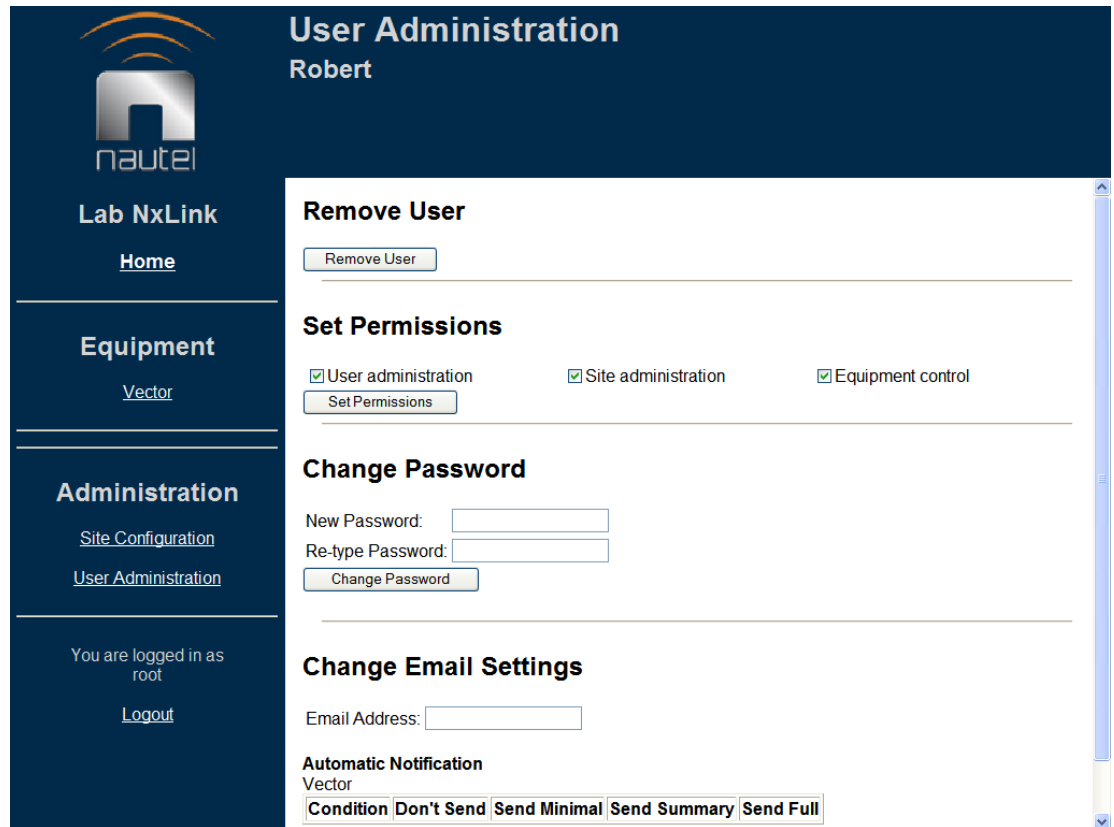 User Administration
Robert
nautel
Lab NxLink
Home
Equipment
Vector
Administration
Site Configuration
User Administration
You are logged in as
root
Logout
Remove User
Remove User
Set Permissions
User administration Site administration Equipment control
Set Permissions
Change Password
New Password:
Re-type Password:
Change Password
Change Email Settings
Email Address:
Automatic Notification
Vector
Condition Don't Send Send Minimal Send Summary Send Full